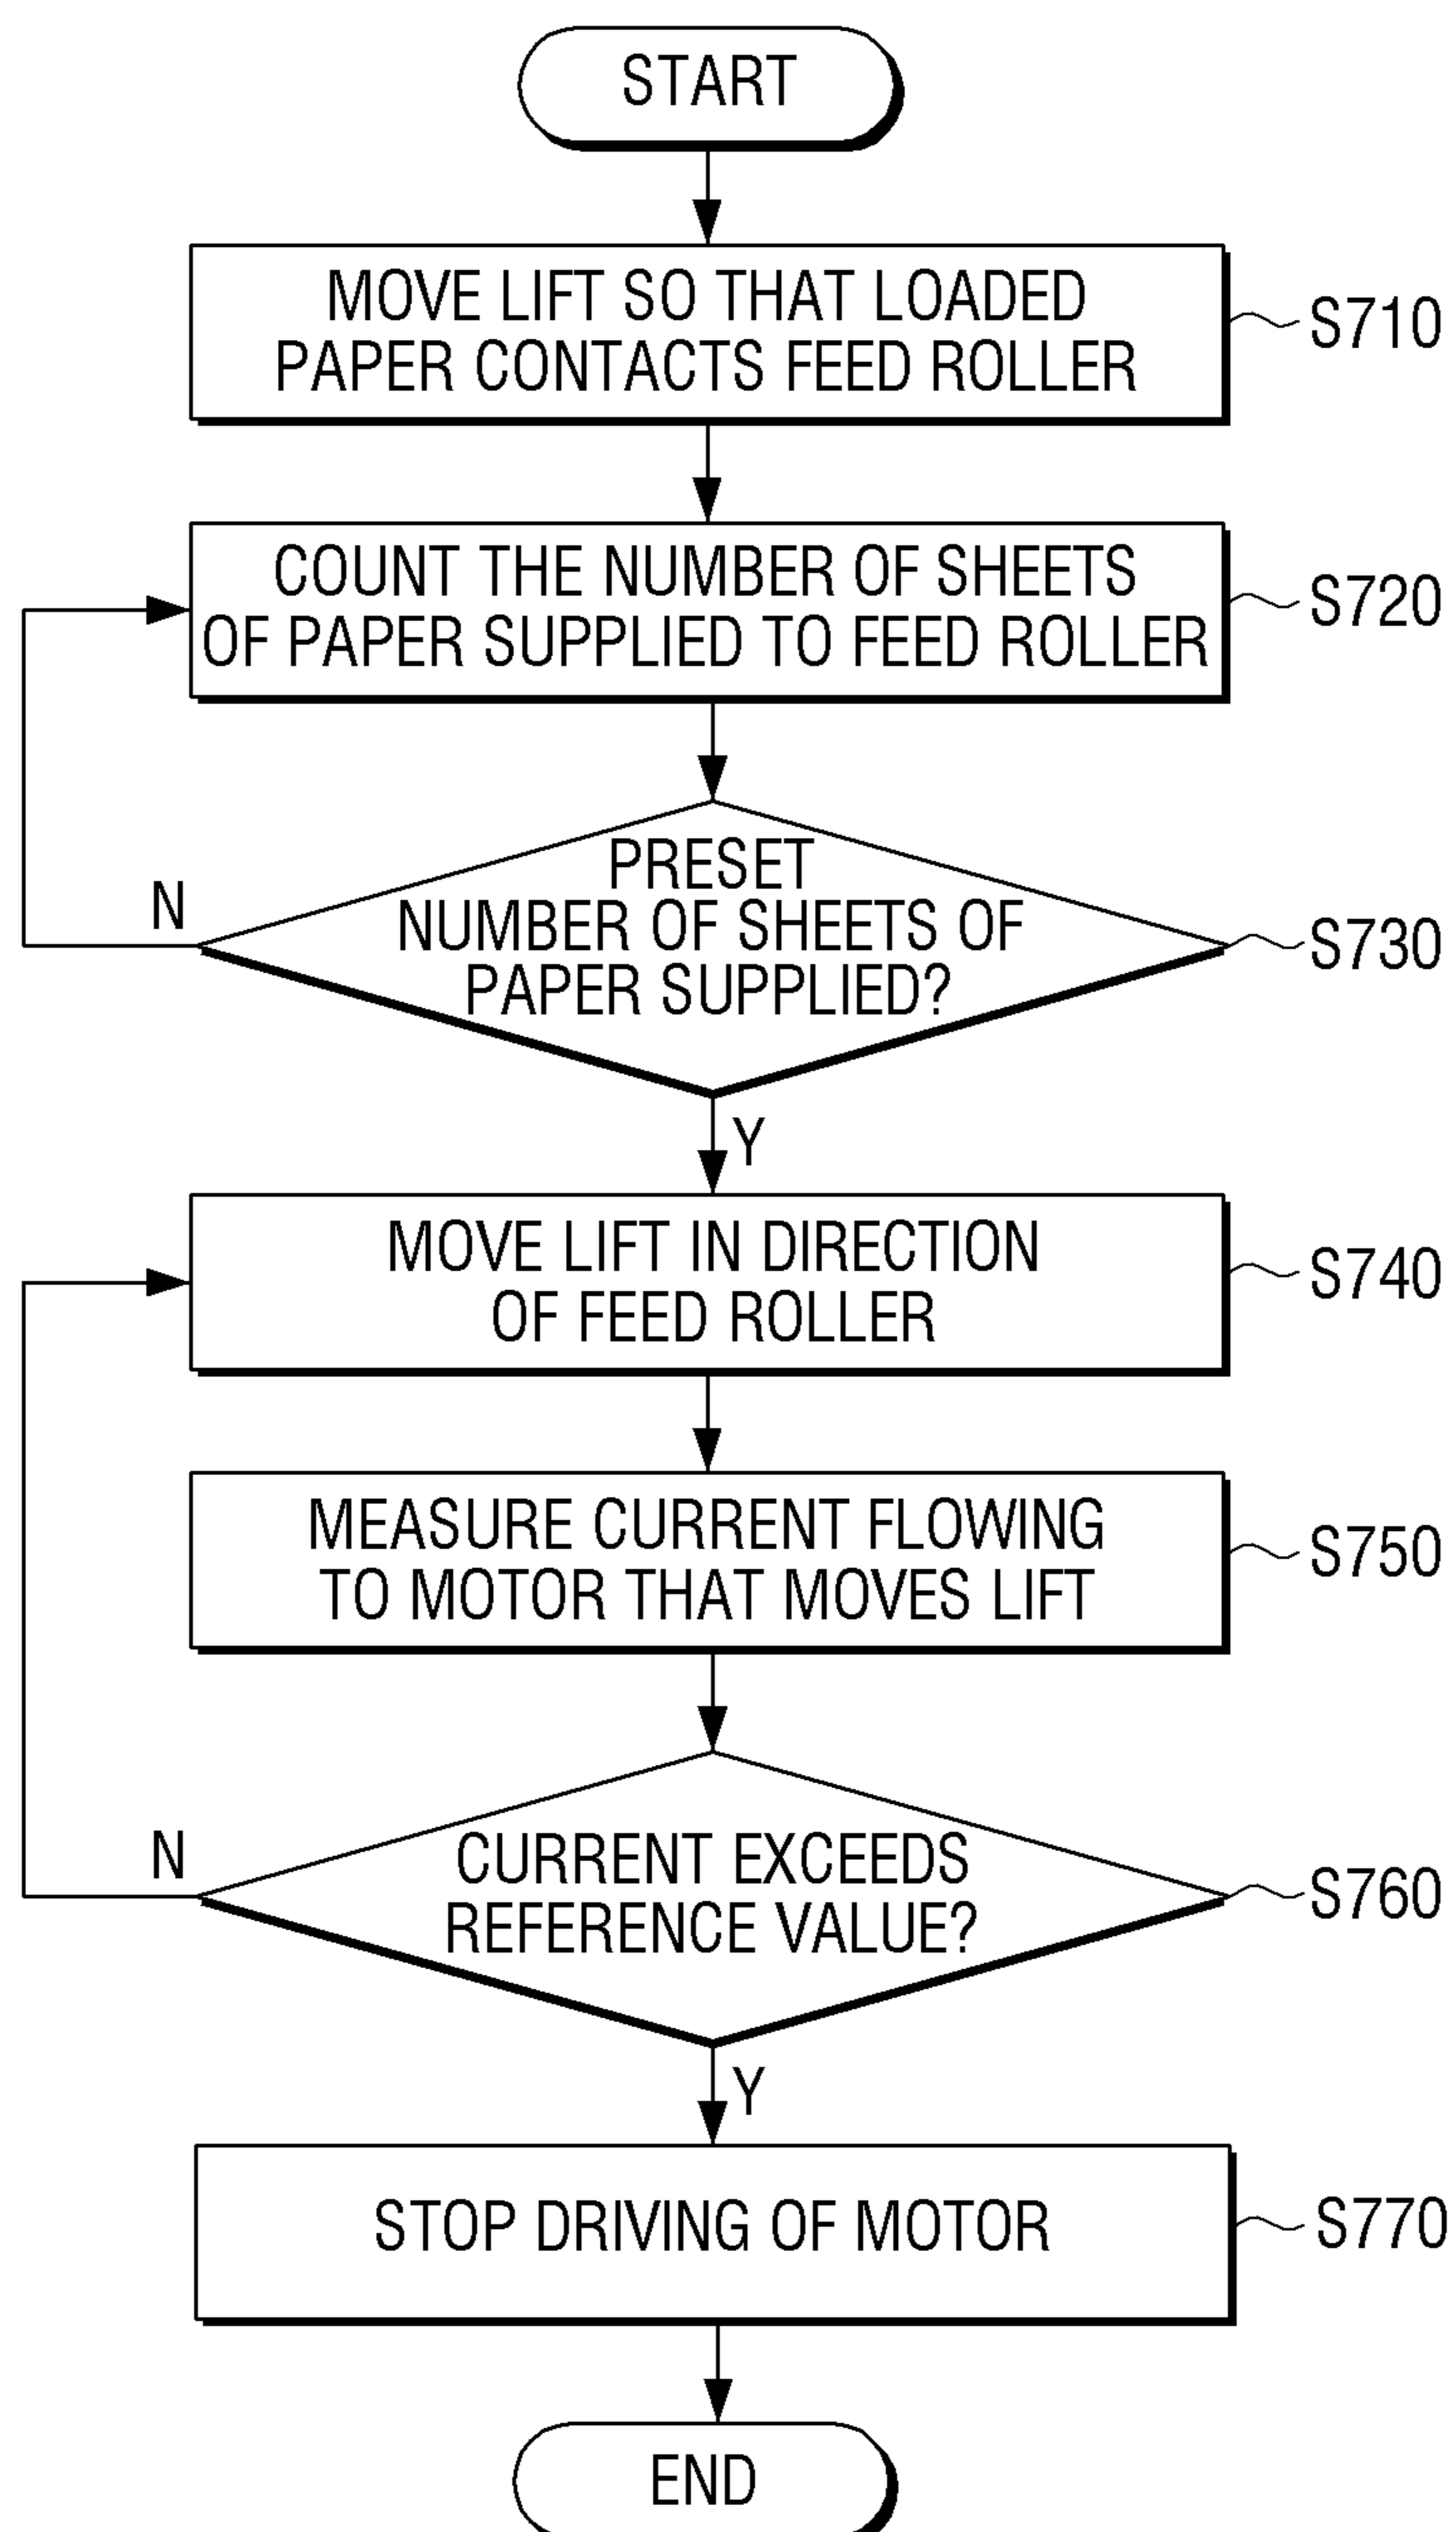 START
MOVE LIFT SO THAT LOADED
PAPER CONTACTS FEED ROLLER
S710
COUNT THE NUMBER OF SHEETS
OF PAPER SUPPLIED TO FEED ROLLER
S720
PRESET
NUMBER OF SHEETS OF
PAPER SUPPLIED?
N
S730
Y
MOVE LIFT IN DIRECTION
OF FEED ROLLER
S740
MEASURE CURRENT FLOWING
TO MOTOR THAT MOVES LIFT
S750
CURRENT EXCEEDS
REFERENCE VALUE?
N
S760
Y
STOP DRIVING OF MOTOR
S770
END